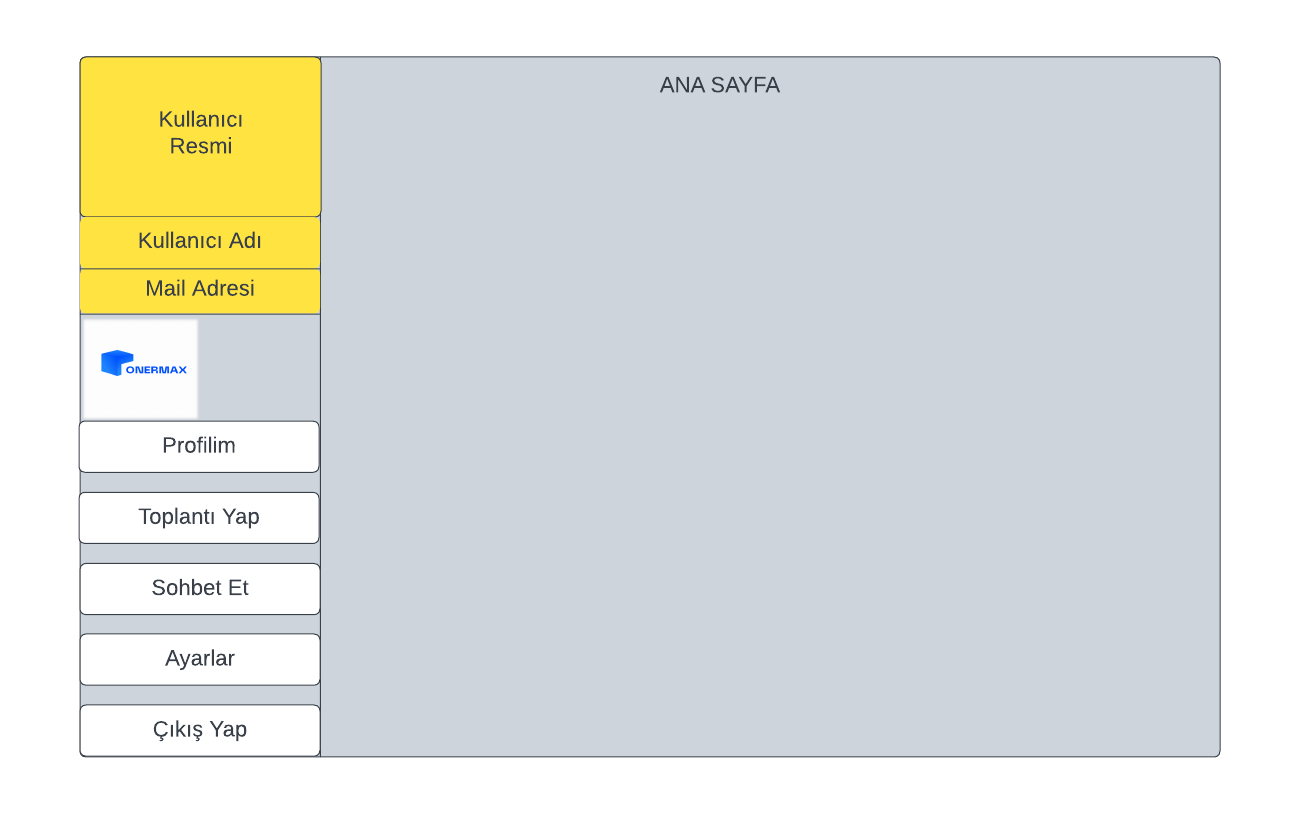 ANA SAYFA
Kullanıcı
Resmi
Kullanıcı Adı
Mail Adresi
ONERMAX
Profilim
Toplantı Yap
Sohbet Et
Ayarlar
Çıkış Yap